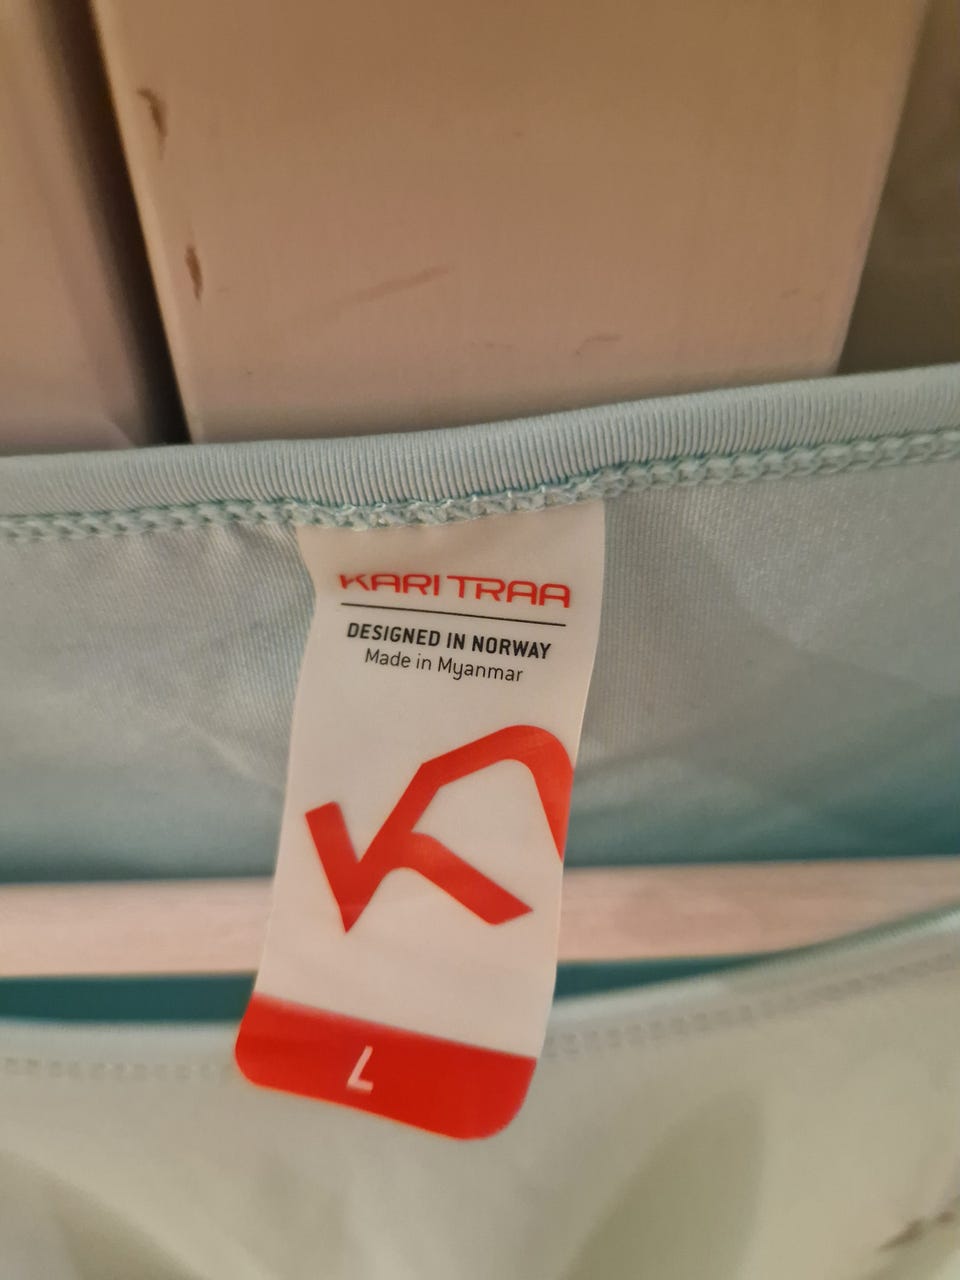 KARI TRAA
DESIGNED IN NORWAY
Made in Myanmar
L